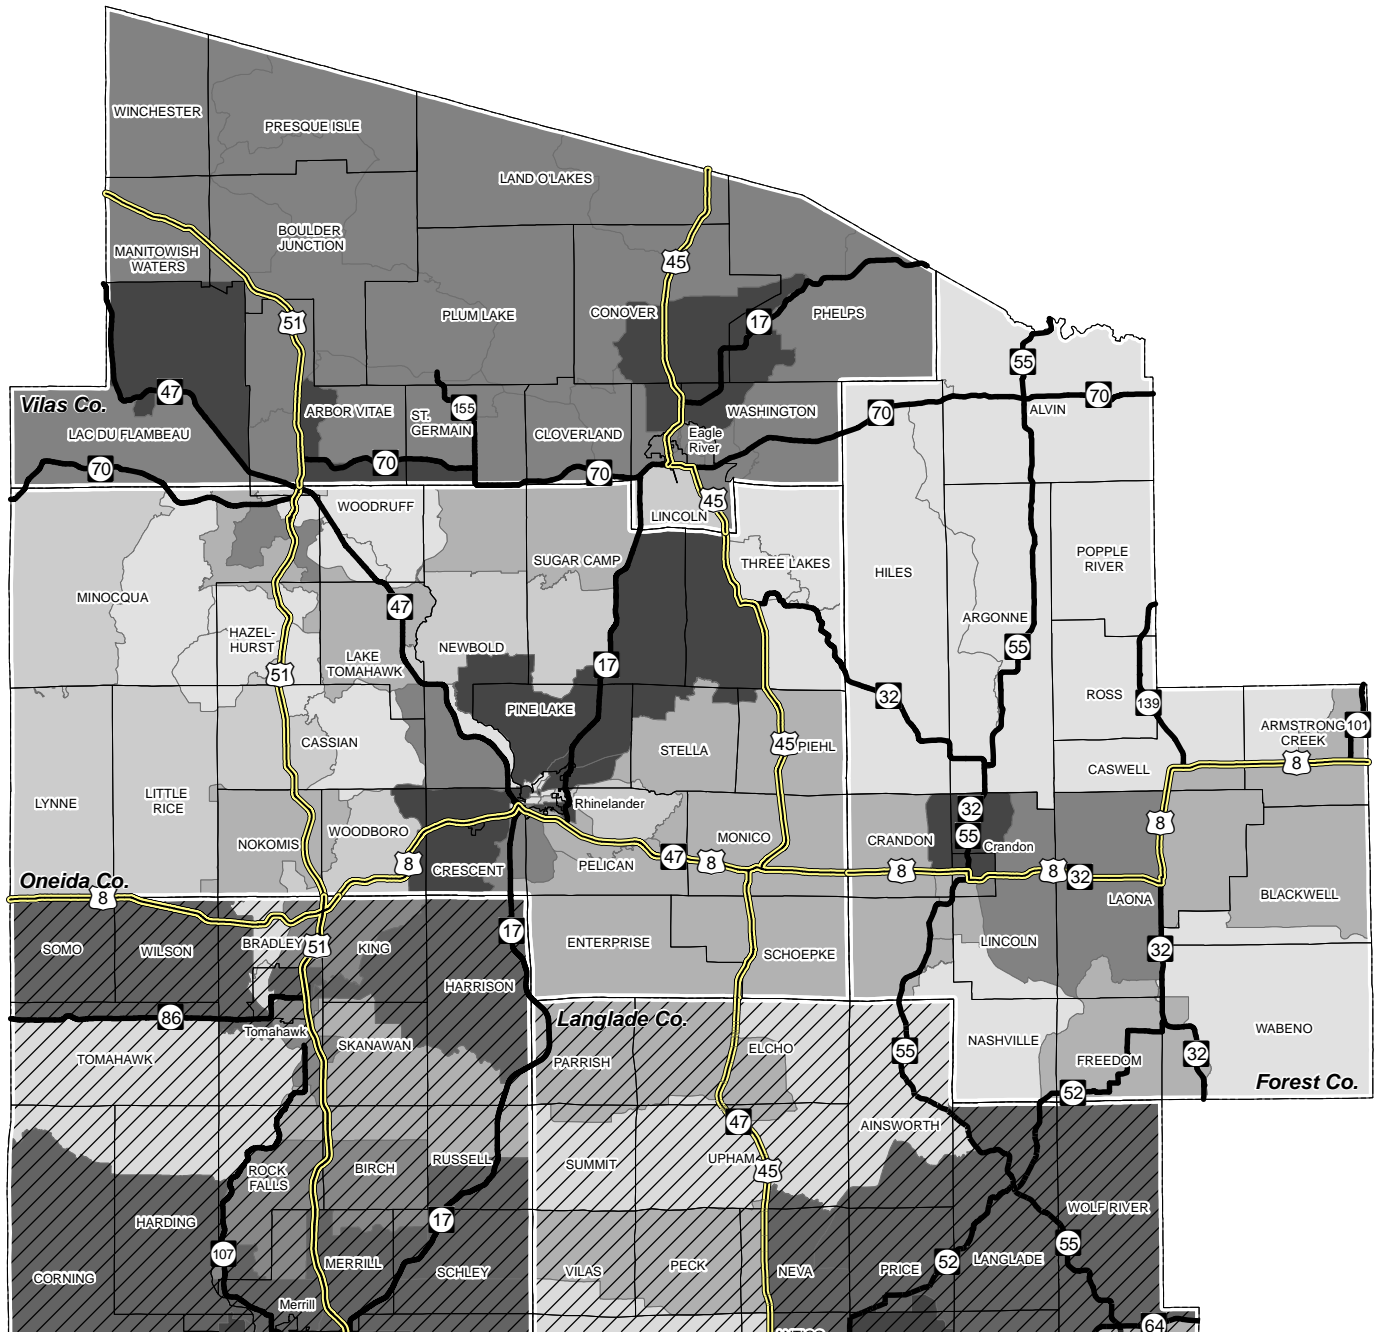 WINCHESTER
PRESQUE ISLE
LAND O'LAKES
BOULDER
JUNCTION
MANITOWISH
WATERS
45
51
PLUM LAKE
CONOVER
17
PHELPS
55
47
Vilas Co.
ARBOR VITAE
ST.
GERMAIN
155
WASHINGTON
70
70
ALVIN
LAC DU FLAMBEAU
CLOVERLAND
Eagle
River
70
70
70
WOODRUFF
45
LINCOLN
SUGAR CAMP
THREE LAKES
HILES
POPPLE
RIVER
MINOCQUA
47
ARGONNE
HAZEL-
HURST
NEWBOLD
55
LAKE
TOMAHAWK
17
51
32
ROSS
139
PINE LAKE
ARMSTRONG
CREEK
101
CASSIAN
STELLA
45
PIEHL
CASWELL
8
LYNNE
LITTLE
RICE
Rhinelander
32
NOKOMIS
WOODBORO
MONICO
CRANDON
55
Crandon
8
8
CRESCENT
PELICAN
47
8
8
8
32
Oneida Co.
8
LAONA
BLACKWELL
SOMO
WILSON
BRADLEY
51
KING
17
ENTERPRISE
SCHOEPKE
LINCOLN
32
HARRISON
86
Langlade Co.
Tomahawk
SKANAWAN
TOMAHAWK
PARRISH
ELCHO
55
NASHVILLE
FREEDOM
WABENO
32
Forest Co.
52
47
AINSWORTH
ROCK
FALLS
BIRCH
RUSSELL
SUMMIT
UPHAM
45
HARDING
17
WOLF RIVER
107
MERRILL
CORNING
SCHLEY
VILAS
PECK
NEVA
PRICE
52
LANGLADE
55
Merrill
64